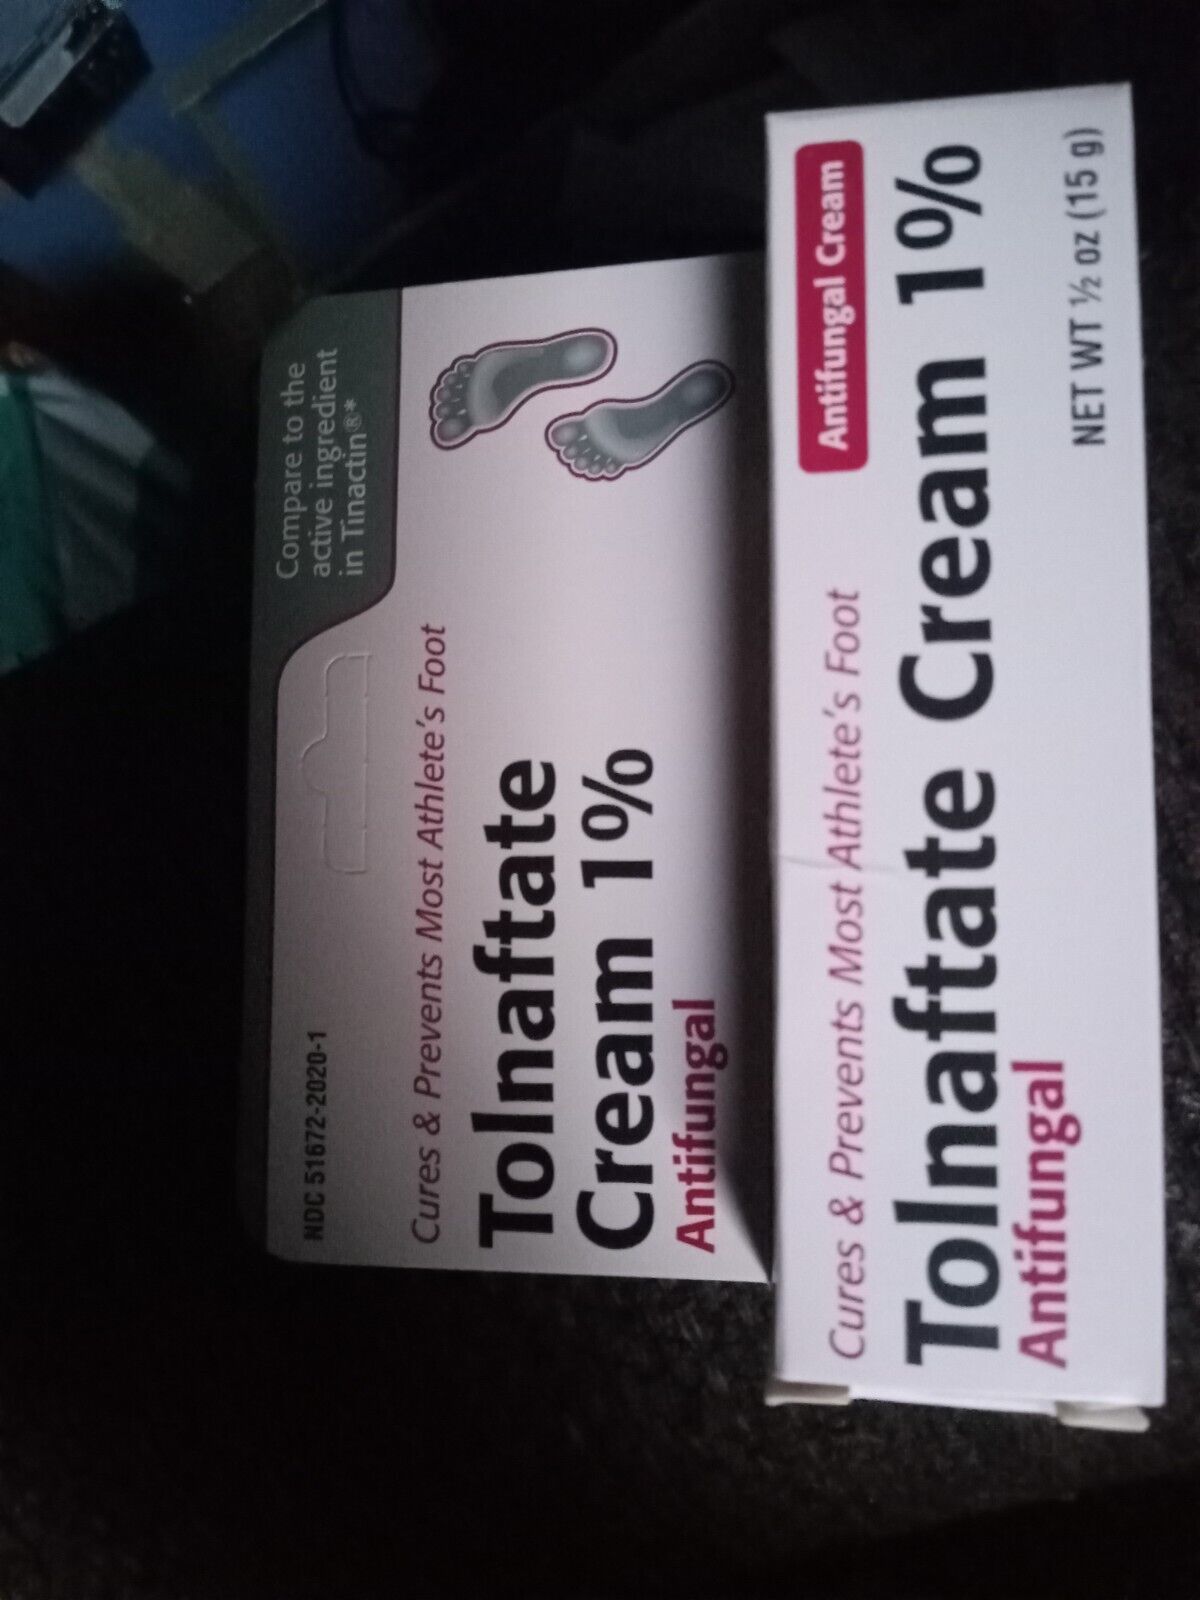 NDC 51672-2020-1
Compare to the
active ingredient
in Tinactin®*
Cures & Prevents Most Athlete's Foot
Tolnaftate
Cream 1%
Antifungal
Cures & Prevents Most Athlete's Foot
Antifungal Cream
Tolnaftate Cream 1%
Antifungal
NET WT ½ oz (15 g)